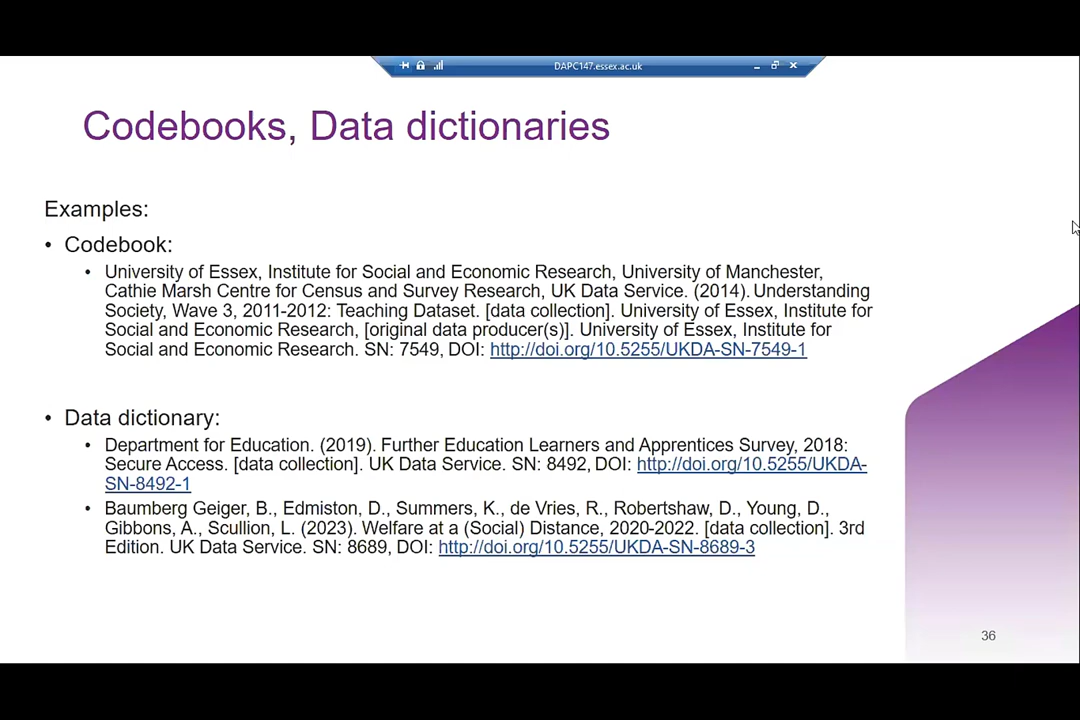 DAPC147.essex.ac.uk
Codebooks, Data dictionaries
Examples:
• Codebook:
• University of Essex, Institute for Social and Economic Research, University of Manchester,
Cathie Marsh Centre for Census and Survey Research, UK Data Service. (2014). Understanding
Society, Wave 3, 2011-2012: Teaching Dataset. [data collection]. University of Essex, Institute for
Social and Economic Research, [original data producer(s)]. University of Essex, Institute for
Social and Economic Research. SN: 7549, DOI: http://doi.org/10.5255/UKDA-SN-7549-1
• Data dictionary:
• Department for Education. (2019). Further Education Learners and Apprentices Survey, 2018:
Secure Access. [data collection]. UK Data Service. SN: 8492, DOI: http://doi.org/10.5255/UKDA-
SN-8492-1
• Baumberg Geiger, B., Edmiston, D., Summers, K., de Vries, R., Robertshaw, D., Young, D.,
Gibbons, A., Scullion, L. (2023). Welfare at a (Social) Distance, 2020-2022. [data collection]. 3rd
Edition. UK Data Service. SN: 8689, DOI: http://doi.org/10.5255/UKDA-SN-8689-3
36